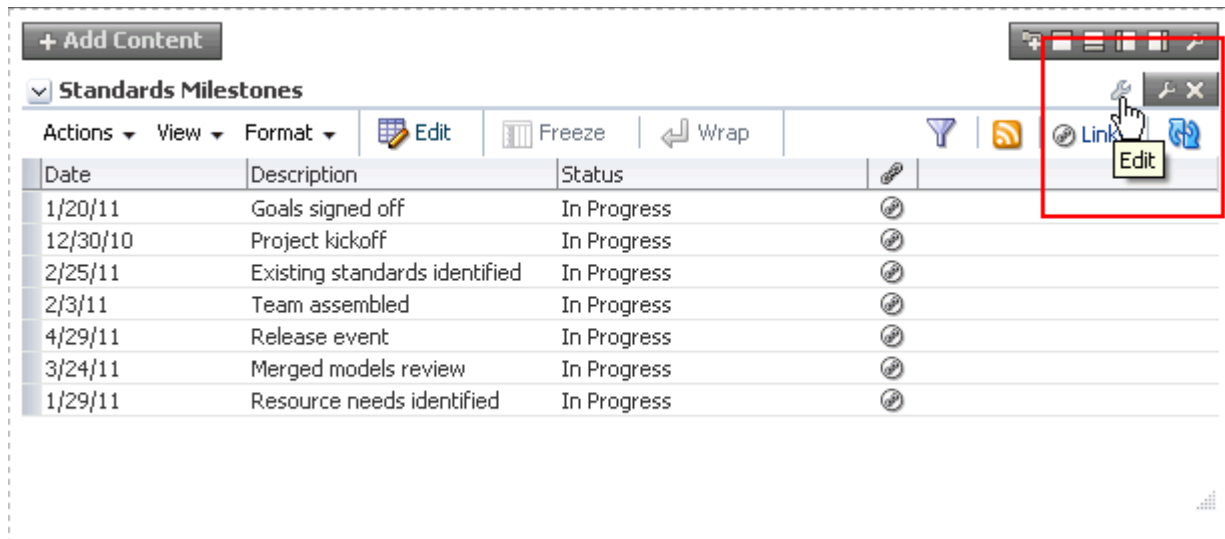 + Add Content
Standards Milestones
Actions View Format Edit Freeze Wrap Link
Edit
Date Description Status
1/20/11 Goals signed off In Progress
12/30/10 Project kickoff In Progress
2/25/11 Existing standards identified In Progress
2/3/11 Team assembled In Progress
4/29/11 Release event In Progress
3/24/11 Merged models review In Progress
1/29/11 Resource needs identified In Progress